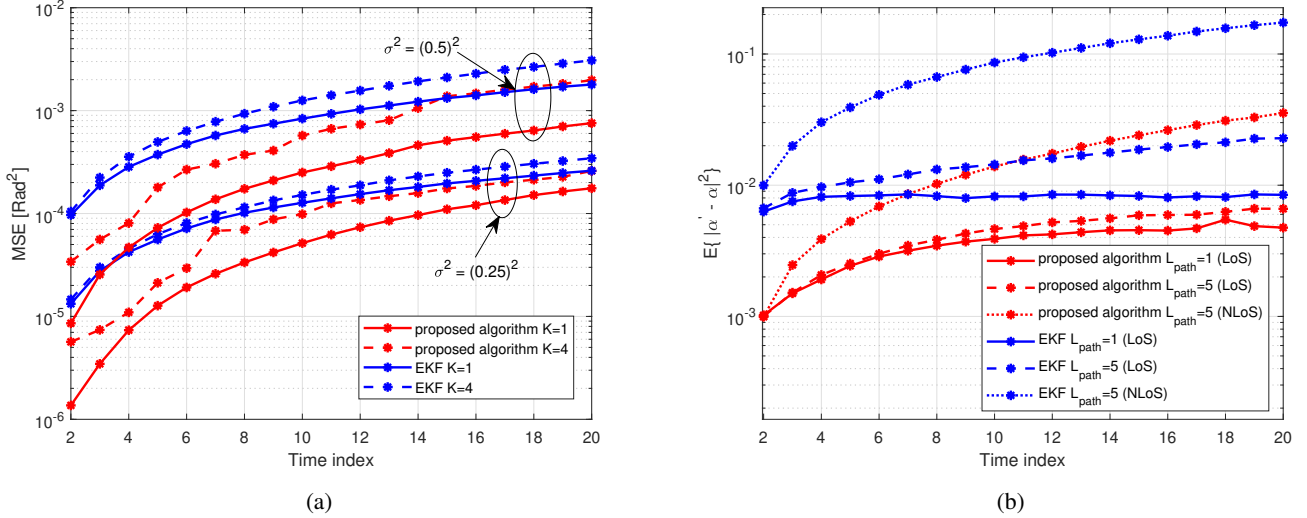 σ² = (0.5)²
σ² = (0.25)²
MSE [Rad²]
10⁻²
10⁻³
10⁻⁴
10⁻⁵
10⁻⁶
proposed algorithm K=1
proposed algorithm K=4
EKF K=1
EKF K=4
2 4 6 8 10 12 14 16 18 20
Time index
(a)
E{ |α' - α|² }
10⁻¹
10⁻²
10⁻³
proposed algorithm L_path=1 (LoS)
proposed algorithm L_path=5 (LoS)
proposed algorithm L_path=5 (NLoS)
EKF L_path=1 (LoS)
EKF L_path=5 (LoS)
EKF L_path=5 (NLoS)
2 4 6 8 10 12 14 16 18 20
Time index
(b)